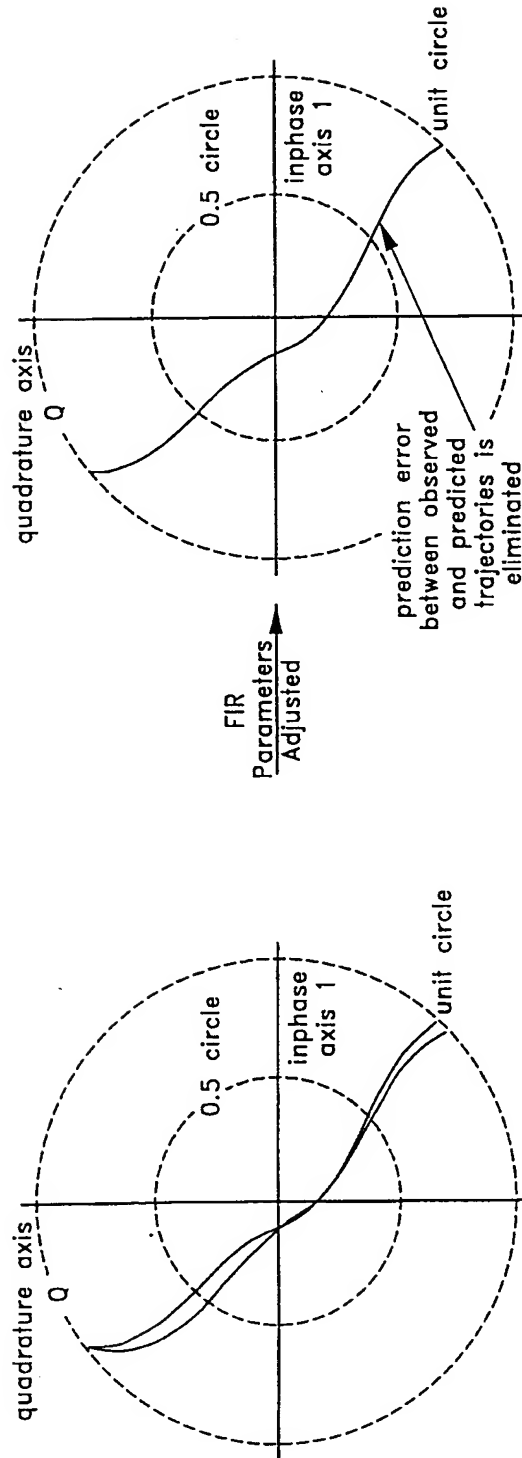 quadrature axis
Q
0.5 circle
inphase
axis 1
unit circle
FIR
Parameters
Adjusted
quadrature axis
Q
0.5 circle
inphase
axis 1
unit circle
prediction error
between observed
and predicted
trajectories is
eliminated